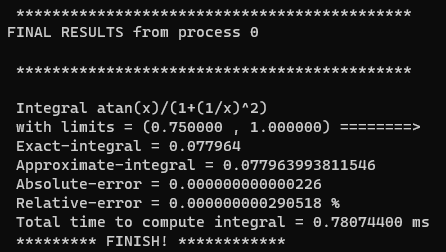 ********************************************
FINAL RESULTS from process 0
********************************************
Integral atan(x)/(1+(1/x)^2)
with limits = (0.750000 , 1.000000) ========>
Exact-integral = 0.077964
Approximate-integral = 0.077963993811546
Absolute-error = 0.000000000000226
Relative-error = 0.000000000290518 %
Total time to compute integral = 0.78074400 ms
********* FINISH! ************